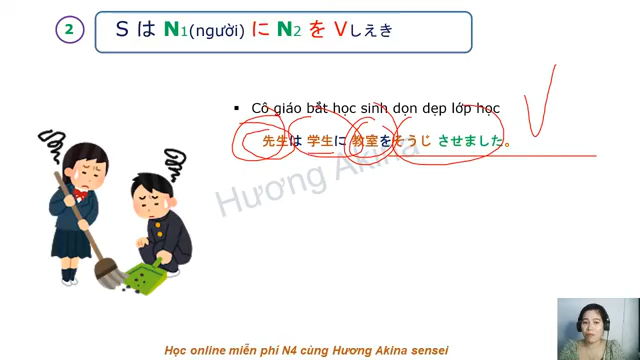 2
S は N1(người) に N2 を Vしえき
▪ Cô giáo bắt học sinh dọn dẹp lớp học
先生は 学生に 教室をそうじ させました。
Hương Akina
Học online miễn phí N4 cùng Hương Akina sensei